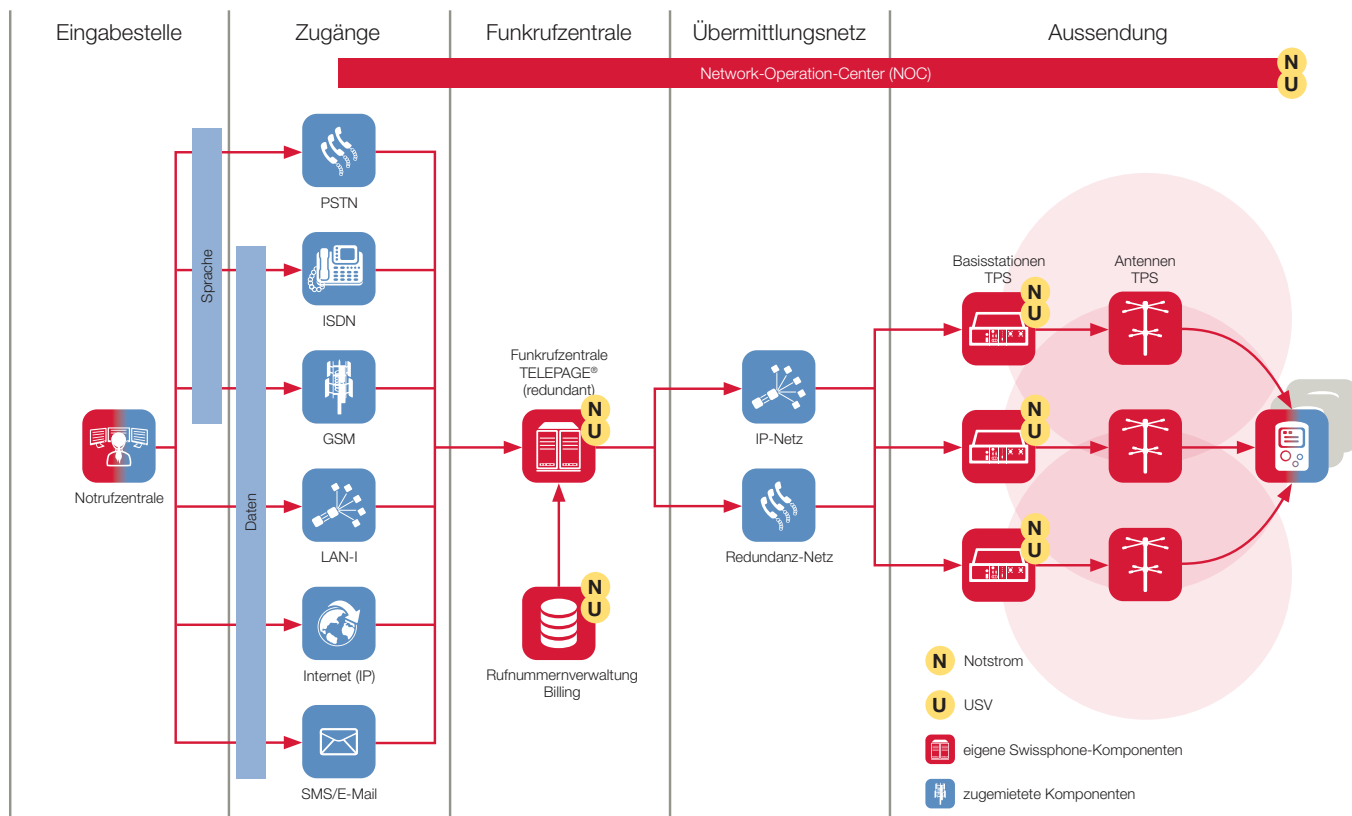 Eingabestelle
Zugänge
Funkrufzentrale
Übermittlungsnetz
Aussendung
Network-Operation-Center (NOC)
N
U
Sprache
Daten
Notrufzentrale
PSTN
ISDN
GSM
LAN-I
Internet (IP)
SMS/E-Mail
Funkrufzentrale
TELEPAGE®
(redundant)
N
U
Rufnummernverwaltung
Billing
N
U
IP-Netz
Redundanz-Netz
Basisstationen
TPS
N
U
N
U
N
U
Antennen
TPS
N Notstrom
U USV
eigene Swissphone-Komponenten
zugemietete Komponenten